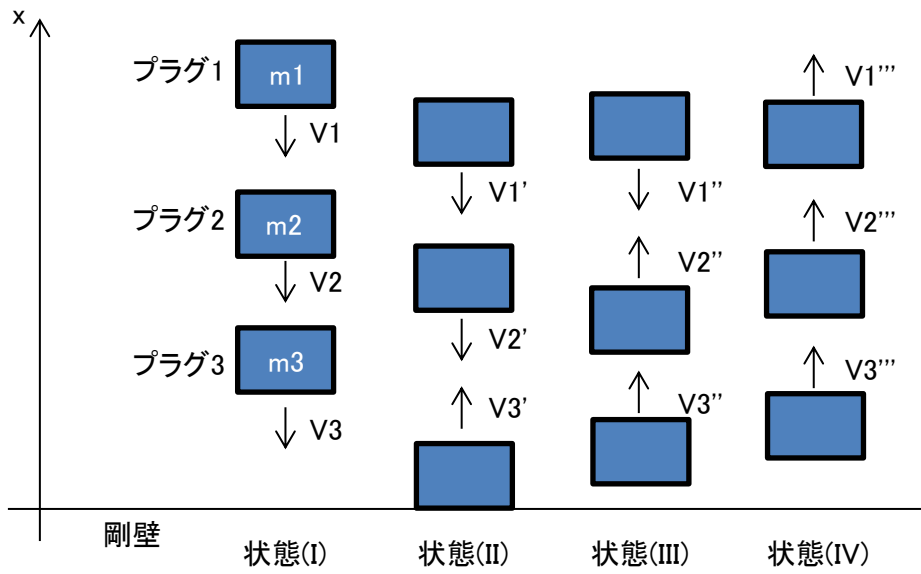 x
プラグ1
m1
V1
プラグ2
m2
V2
プラグ3
m3
V3
V1'
V2'
V3'
V1''
V2''
V3''
V1'''
V2'''
V3'''
剛壁
状態(I)
状態(II)
状態(III)
状態(IV)